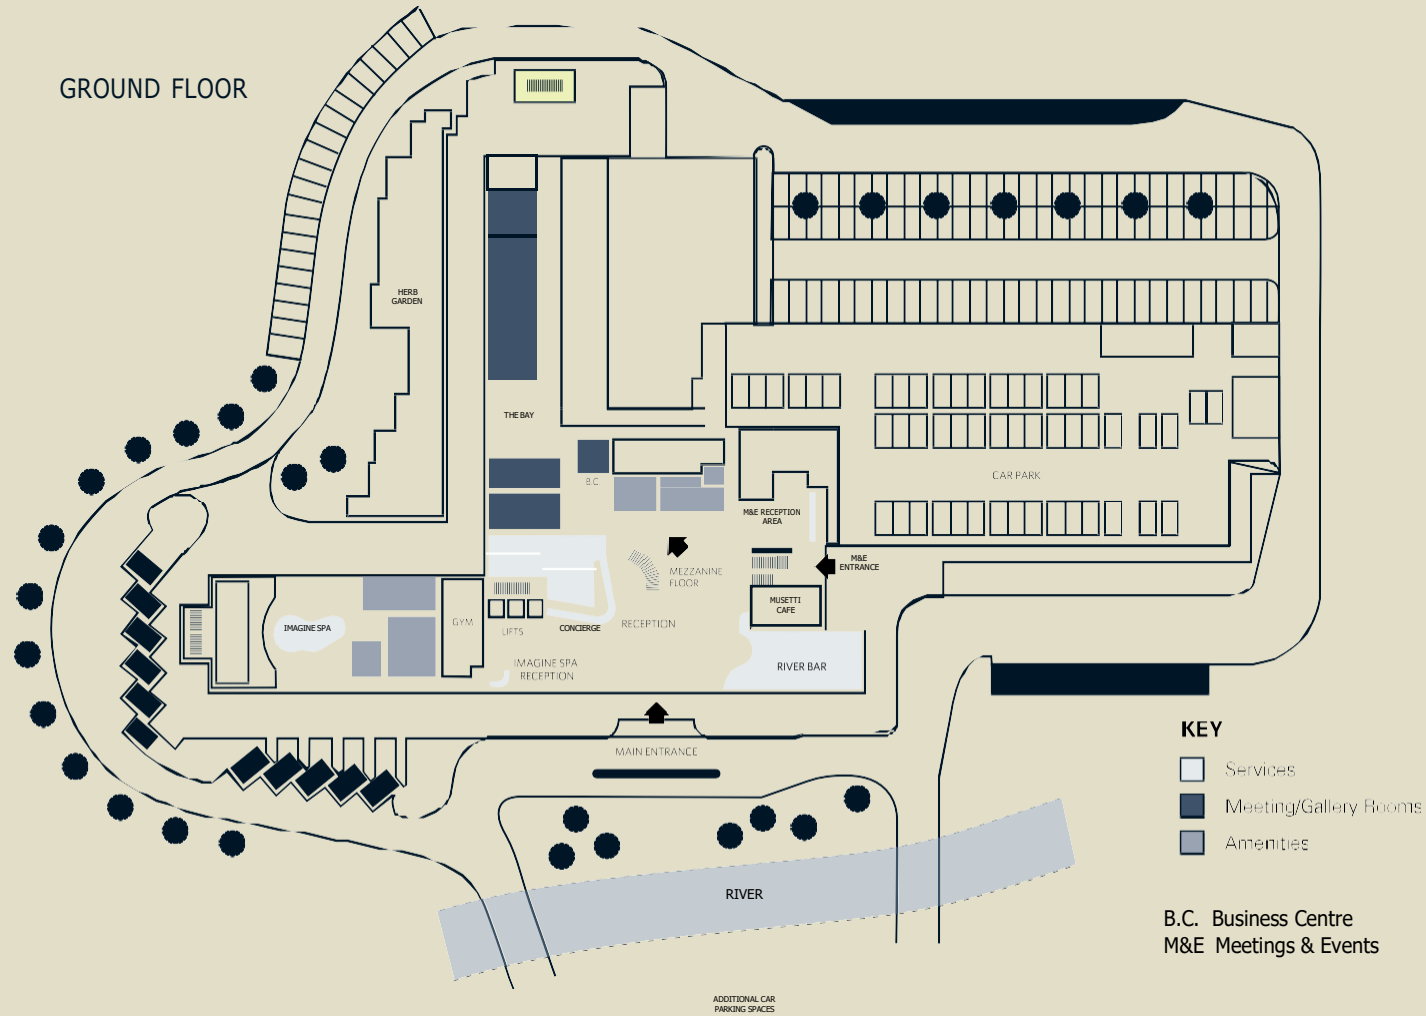 GROUND FLOOR
HERB
GARDEN
THE BAY
B.C.
CAR PARK
M&E RECEPTION
AREA
M&E
ENTRANCE
MEZZANINE
FLOOR
MUSETTI
CAFE
IMAGINE SPA
GYM
LIFTS
CONCIERGE
RECEPTION
IMAGINE SPA
RECEPTION
RIVER BAR
MAIN ENTRANCE
KEY
Services
Meeting/Gallery Rooms
Amenities
RIVER
B.C. Business Centre
M&E Meetings & Events
ADDITIONAL CAR
PARKING SPACES